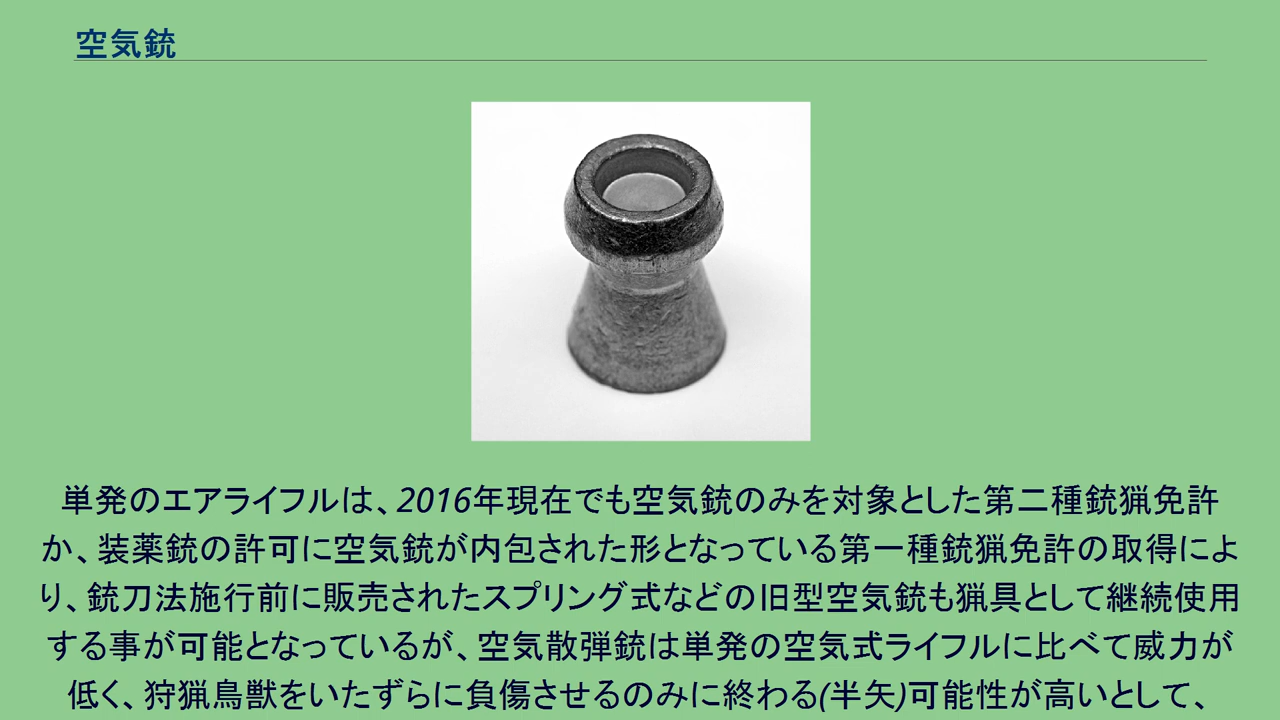 空気銃
単発のエアライフルは、2016年現在でも空気銃のみを対象とした第二種銃猟免許
か、装薬銃の許可に空気銃が内包された形となっている第一種銃猟免許の取得によ
り、銃刀法施行前に販売されたスプリング式などの旧型空気銃も猟具として継続使用
する事が可能となっているが、空気散弾銃は単発の空気式ライフルに比べて威力が
低く、狩猟鳥獣をいたずらに負傷させるのみに終わる(半矢)可能性が高いとして、